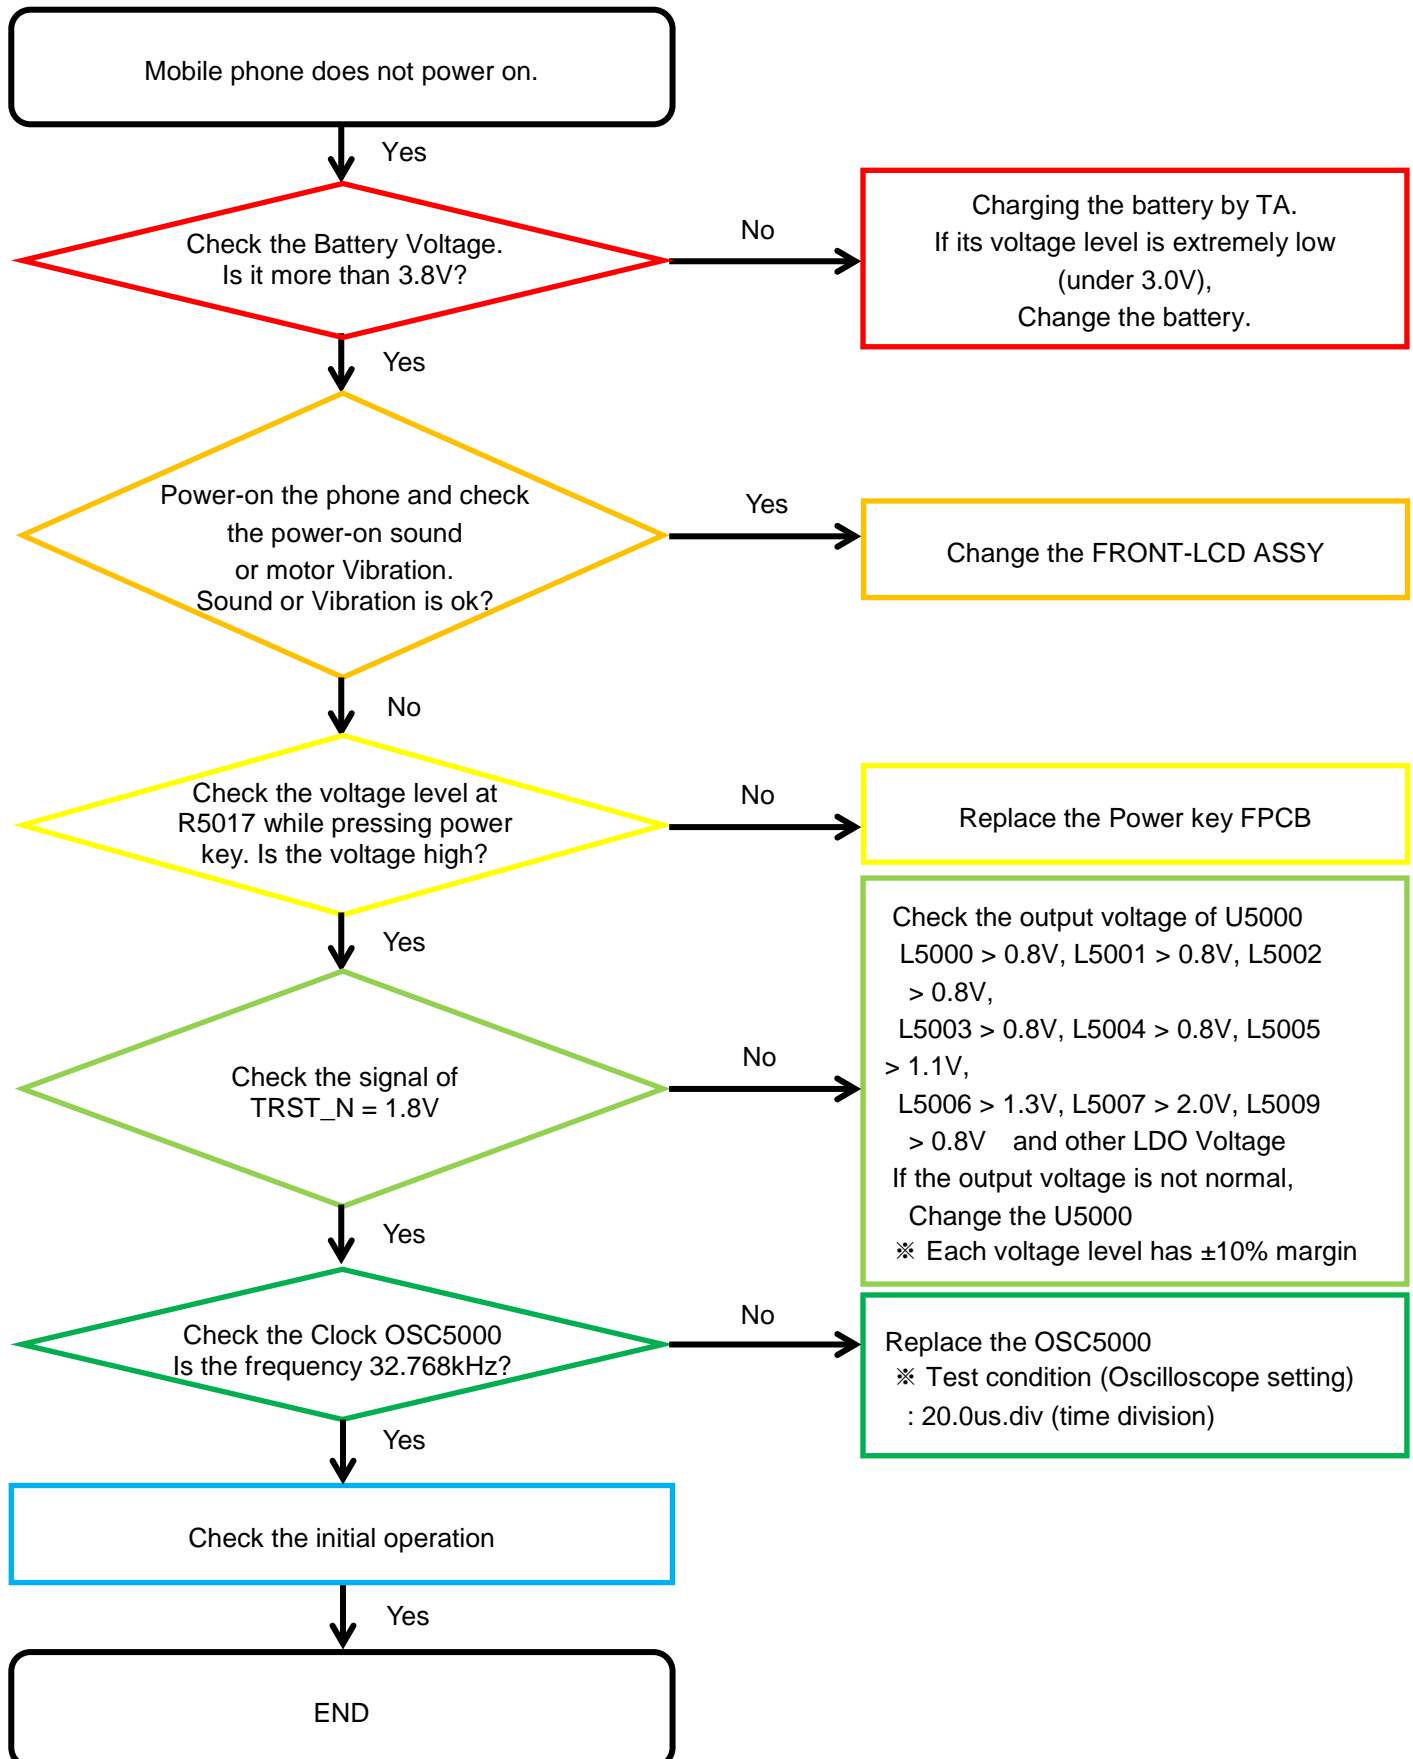 Mobile phone does not power on.
Yes
Check the Battery Voltage.
Is it more than 3.8V?
No
Charging the battery by TA.
If its voltage level is extremely low
(under 3.0V),
Change the battery.
Yes
Power-on the phone and check
the power-on sound
or motor Vibration.
Sound or Vibration is ok?
Yes
Change the FRONT-LCD ASSY
No
Check the voltage level at
R5017 while pressing power
key. Is the voltage high?
No
Replace the Power key FPCB
Yes
Check the signal of
TRST_N = 1.8V
No
Check the output voltage of U5000
L5000 > 0.8V, L5001 > 0.8V, L5002
> 0.8V,
L5003 > 0.8V, L5004 > 0.8V, L5005
> 1.1V,
L5006 > 1.3V, L5007 > 2.0V, L5009
> 0.8V and other LDO Voltage
If the output voltage is not normal,
Change the U5000
※ Each voltage level has ±10% margin
Yes
Check the Clock OSC5000
Is the frequency 32.768kHz?
No
Replace the OSC5000
※ Test condition (Oscilloscope setting)
: 20.0us.div (time division)
Yes
Check the initial operation
Yes
END